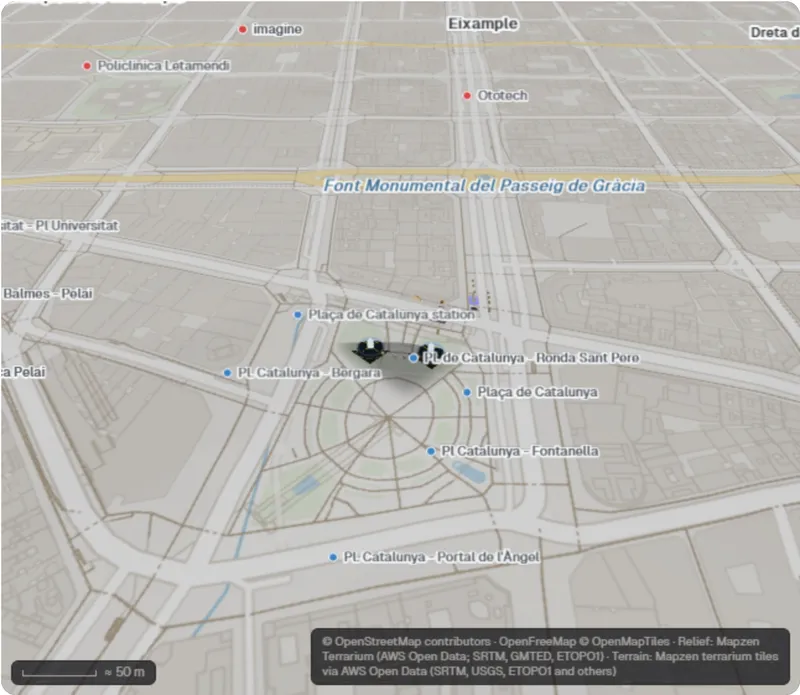 imagine
Eixample
Dreta d
Policlínica Letamendi
Ototech
Font Monumental del Passeig de Gràcia
itat - Pl Universitat
Balmes - Pelai
Plaça de Catalunya station
Pl. de Catalunya - Ronda Sant Pere
ça Pelai
Pl. Catalunya - Bergara
Plaça de Catalunya
Pl Catalunya - Fontanella
Pl. Catalunya - Portal de l'Àngel
© OpenStreetMap contributors · OpenFreeMap © OpenMapTiles · Relief: Mapzen
Terrarium (AWS Open Data; SRTM, GMTED, ETOPO1) · Terrain: Mapzen terrarium tiles
via AWS Open Data (SRTM, USGS, ETOPO1 and others)
≈ 50 m